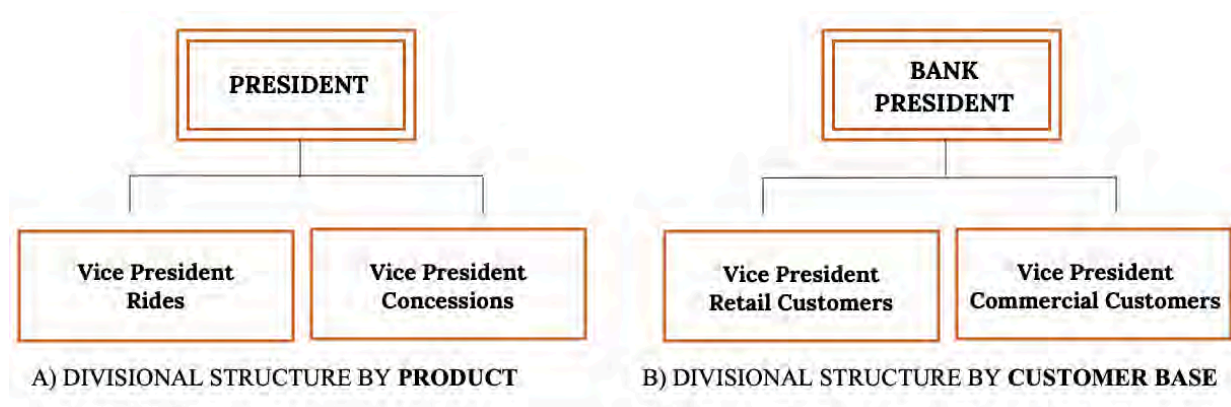 PRESIDENT
Vice President
Rides
Vice President
Concessions
A) DIVISIONAL STRUCTURE BY PRODUCT
BANK
PRESIDENT
Vice President
Retail Customers
Vice President
Commercial Customers
B) DIVISIONAL STRUCTURE BY CUSTOMER BASE